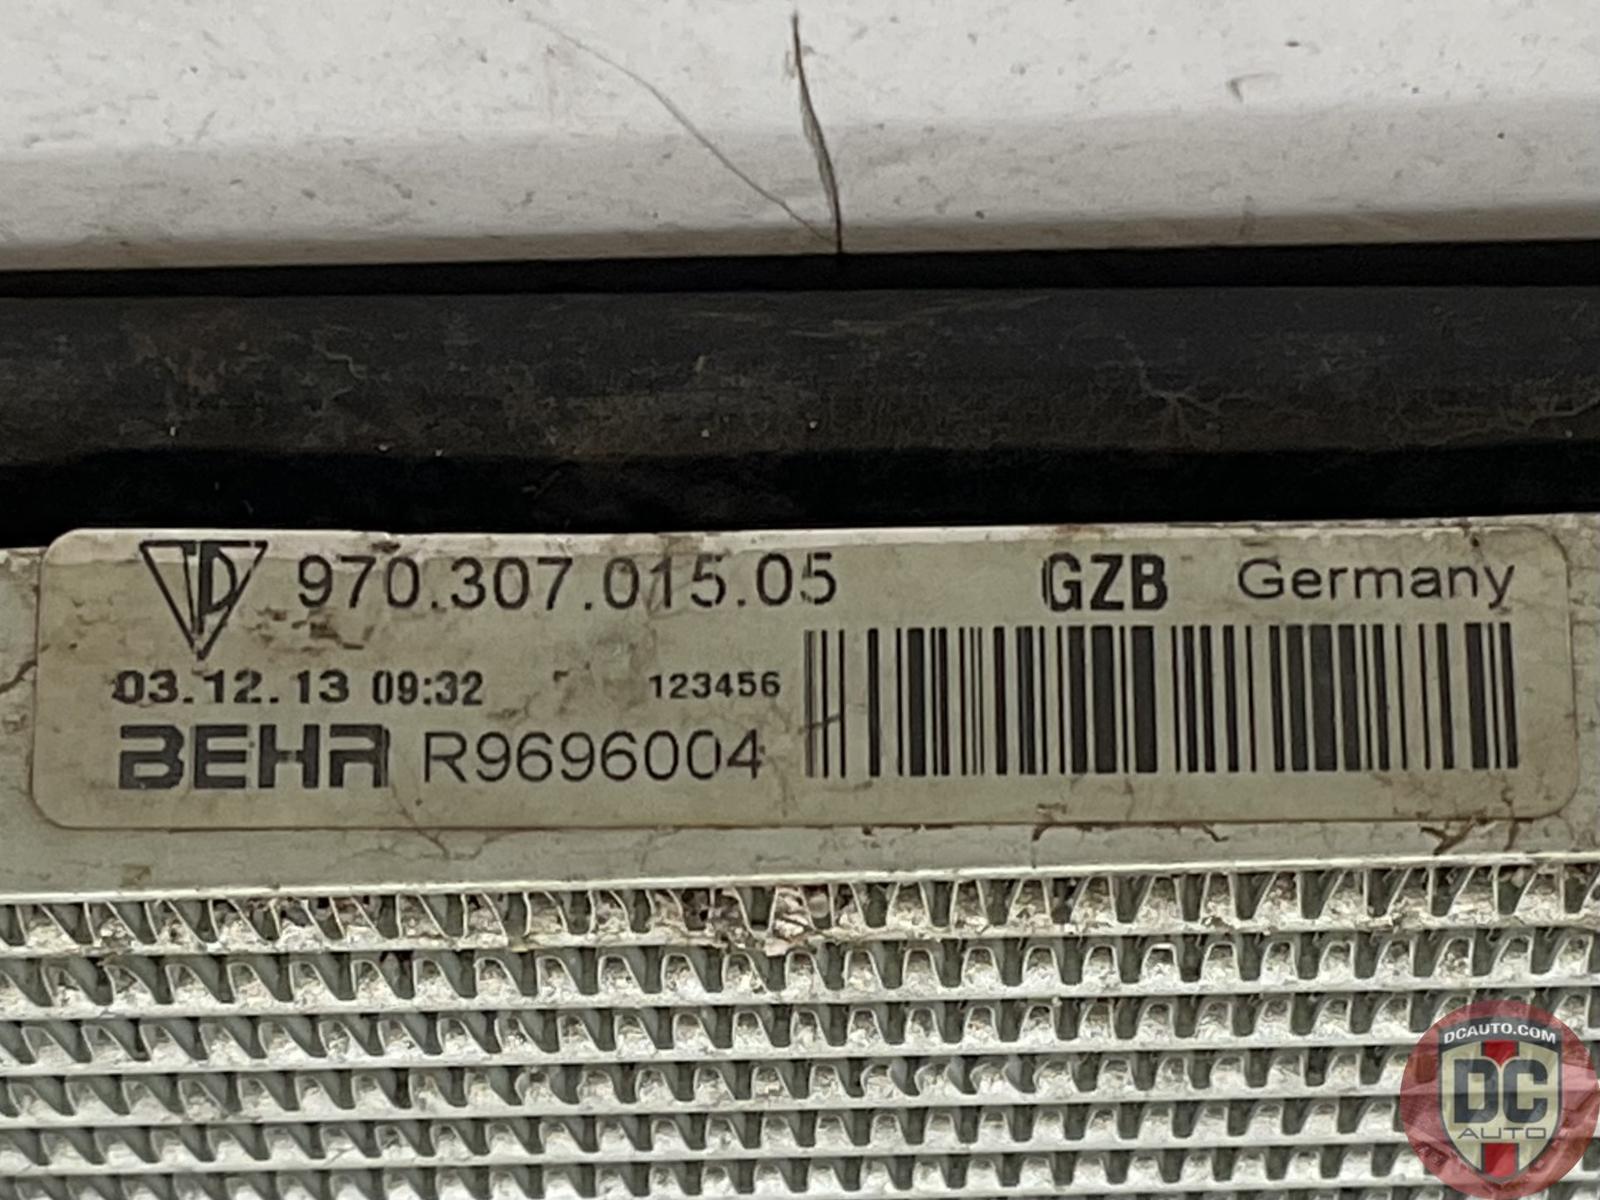 970.307.015.05 GZB Germany
03.12.13 09:32 123456
BEHR R9696004
DCAUTO.COM
DC
AUTO